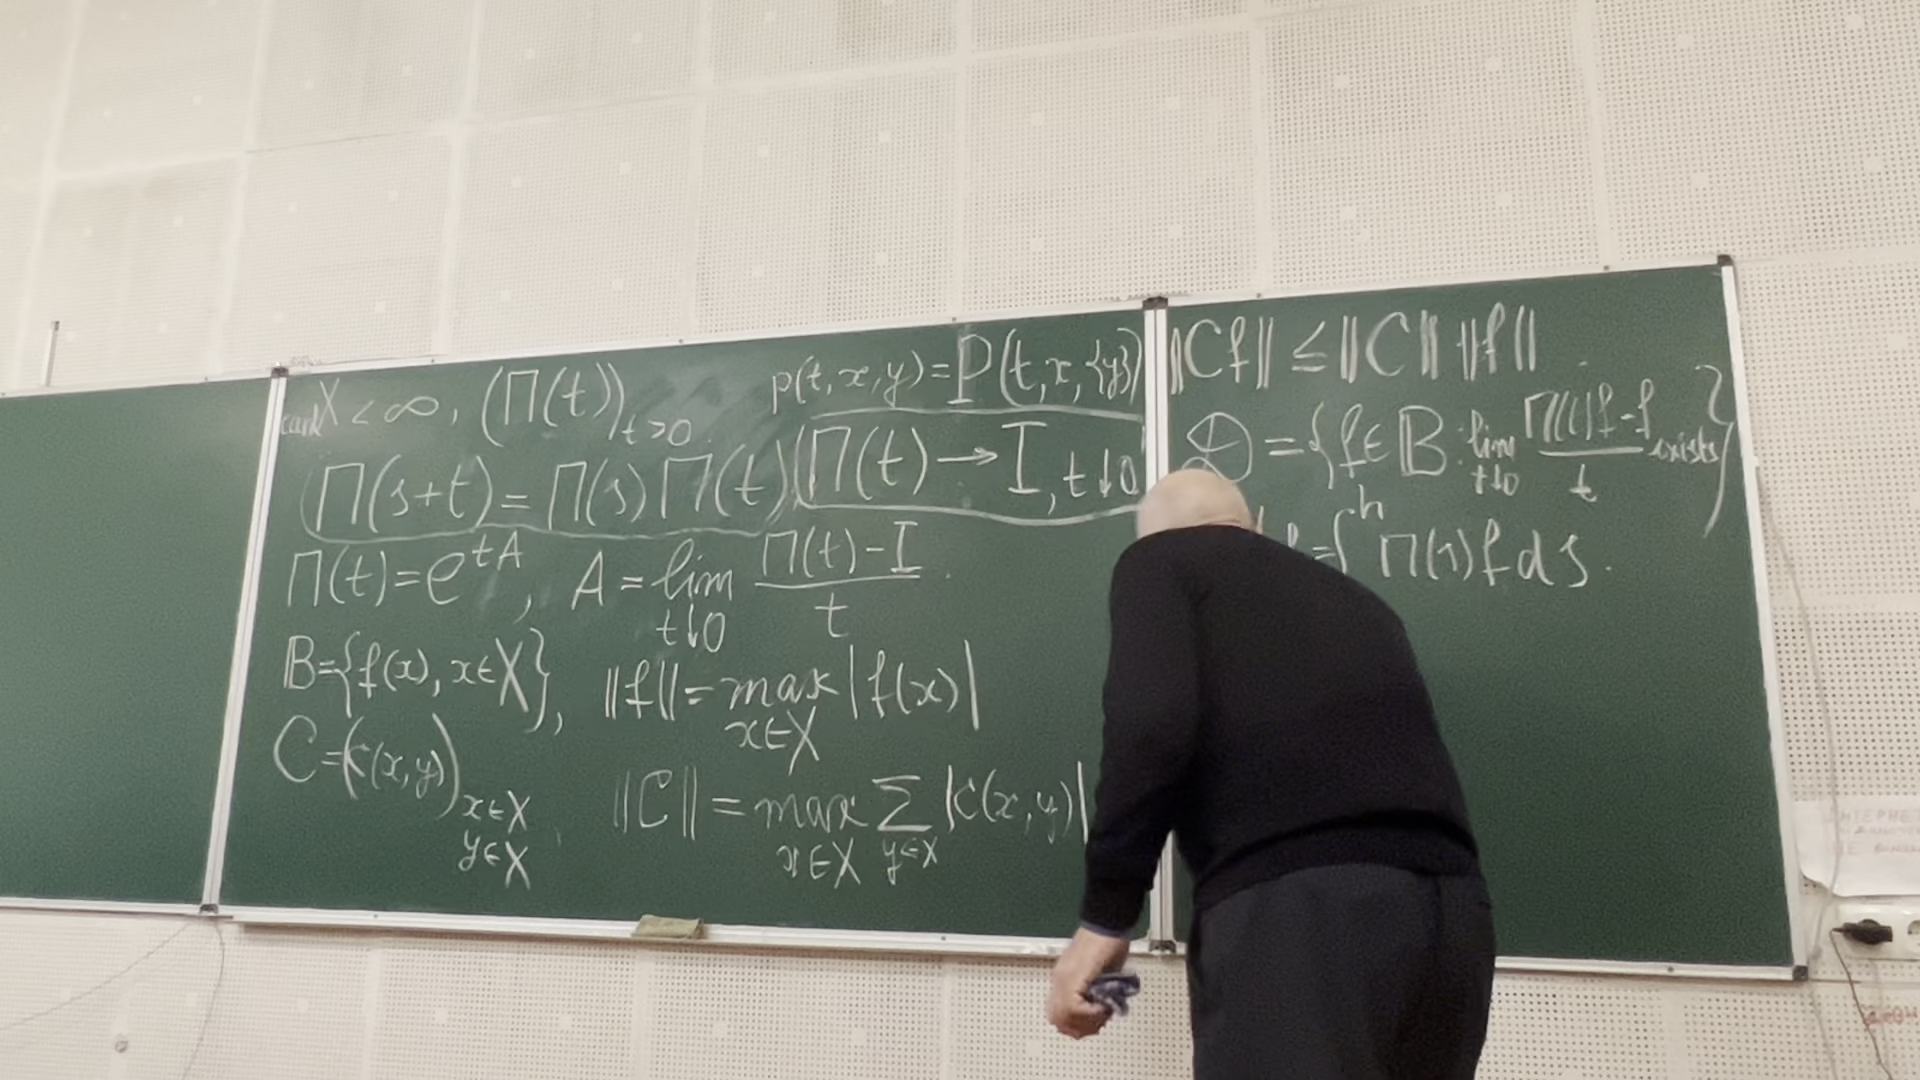 card X < ∞, (Π(t))_{t>0} p(t,x,y) = P(t,x,{y})
Π(s+t) = Π(s) Π(t) Π(t) → I, t↓0
Π(t) = e^{tA}, A = lim_{t↓0} (Π(t) - I)/t.
B = {f(x), x∈X}, ||f|| = max_{x∈X} |f(x)|
C = (c(x,y))_{x∈X y∈X}. ||C|| = max_{x∈X} Σ_{y∈X} |c(x,y)|
||Cf|| ≤ ||C|| ||f||.
D = {f∈B : lim_{t↓0} (Π(t)f - f)/t exists}
= ∫^h Π(s) f ds.